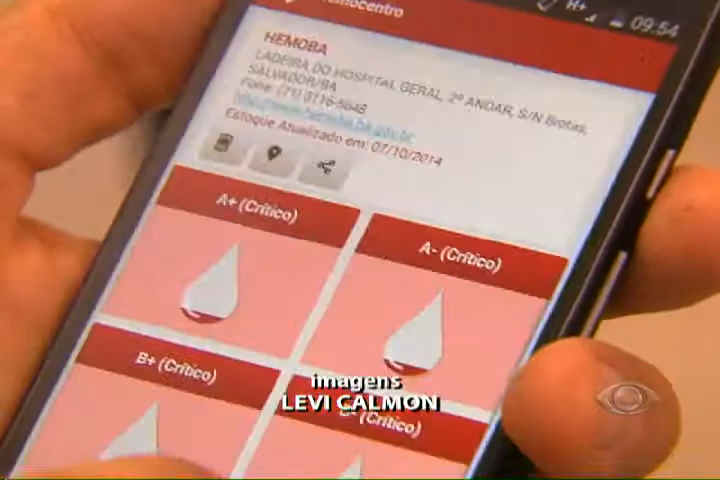 H+
09:54
HEMOBA
LADEIRA DO HOSPITAL GERAL, 2º ANDAR, S/N Brotas,
SALVADOR/BA
Fone: (71) 3116-5648
Estoque Atualizado em: 07/10/2014
A+ (Crítico)
A- (Crítico)
B+ (Crítico)
(Crítico)
imagens
LEVI CALMON